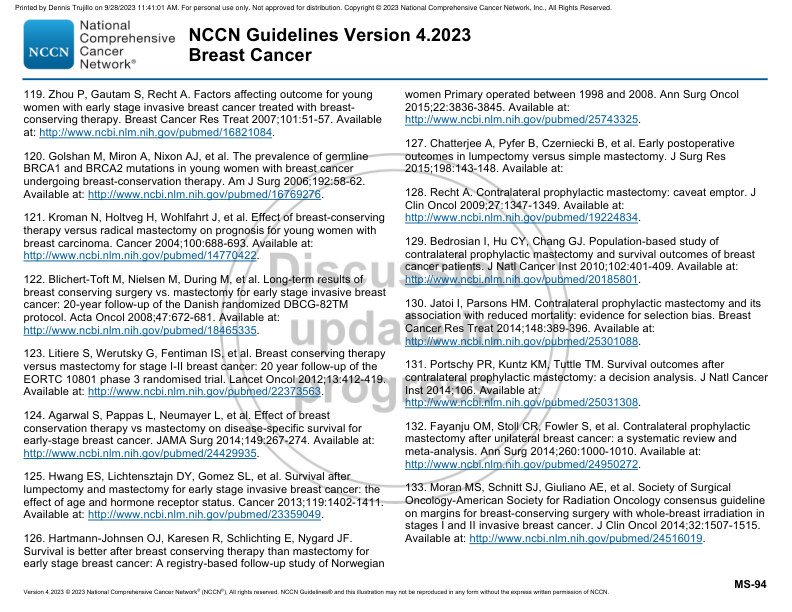 Printed by Dennis Trujillo on 9/28/2023 11:41:01 AM. For personal use only. Not approved for distribution. Copyright © 2023 National Comprehensive Cancer Network, Inc., All Rights Reserved.
NCCN
National
Comprehensive
Cancer
Network®
NCCN Guidelines Version 4.2023
Breast Cancer
119. Zhou P, Gautam S, Recht A. Factors affecting outcome for young
women with early stage invasive breast cancer treated with breast-
conserving therapy. Breast Cancer Res Treat 2007;101:51-57. Available
at: http://www.ncbi.nlm.nih.gov/pubmed/16821084.
120. Golshan M, Miron A, Nixon AJ, et al. The prevalence of germline
BRCA1 and BRCA2 mutations in young women with breast cancer
undergoing breast-conservation therapy. Am J Surg 2006;192:58-62.
Available at: http://www.ncbi.nlm.nih.gov/pubmed/16769276.
121. Kroman N, Holtveg H, Wohlfahrt J, et al. Effect of breast-conserving
therapy versus radical mastectomy on prognosis for young women with
breast carcinoma. Cancer 2004;100:688-693. Available at:
http://www.ncbi.nlm.nih.gov/pubmed/14770422.
122. Blichert-Toft M, Nielsen M, During M, et al. Long-term results of
breast conserving surgery vs. mastectomy for early stage invasive breast
cancer: 20-year follow-up of the Danish randomized DBCG-82TM
protocol. Acta Oncol 2008;47:672-681. Available at:
http://www.ncbi.nlm.nih.gov/pubmed/18465335.
123. Litiere S, Werutsky G, Fentiman IS, et al. Breast conserving therapy
versus mastectomy for stage I-II breast cancer: 20 year follow-up of the
EORTC 10801 phase 3 randomised trial. Lancet Oncol 2012;13:412-419.
Available at: http://www.ncbi.nlm.nih.gov/pubmed/22373563.
124. Agarwal S, Pappas L, Neumayer L, et al. Effect of breast
conservation therapy vs mastectomy on disease-specific survival for
early-stage breast cancer. JAMA Surg 2014;149:267-274. Available at:
http://www.ncbi.nlm.nih.gov/pubmed/24429935.
125. Hwang ES, Lichtensztajn DY, Gomez SL, et al. Survival after
lumpectomy and mastectomy for early stage invasive breast cancer: the
effect of age and hormone receptor status. Cancer 2013;119:1402-1411.
Available at: http://www.ncbi.nlm.nih.gov/pubmed/23359049.
126. Hartmann-Johnsen OJ, Karesen R, Schlichting E, Nygard JF.
Survival is better after breast conserving therapy than mastectomy for
early stage breast cancer: A registry-based follow-up study of Norwegian
women Primary operated between 1998 and 2008. Ann Surg Oncol
2015;22:3836-3845. Available at:
http://www.ncbi.nlm.nih.gov/pubmed/25743325.
127. Chatterjee A, Pyfer B, Czerniecki B, et al. Early postoperative
outcomes in lumpectomy versus simple mastectomy. J Surg Res
2015;198:143-148. Available at:
128. Recht A. Contralateral prophylactic mastectomy: caveat emptor. J
Clin Oncol 2009;27:1347-1349. Available at:
http://www.ncbi.nlm.nih.gov/pubmed/19224834.
129. Bedrosian I, Hu CY, Chang GJ. Population-based study of
contralateral prophylactic mastectomy and survival outcomes of breast
cancer patients. J Natl Cancer Inst 2010;102:401-409. Available at:
http://www.ncbi.nlm.nih.gov/pubmed/20185801.
130. Jatoi I, Parsons HM. Contralateral prophylactic mastectomy and its
association with reduced mortality: evidence for selection bias. Breast
Cancer Res Treat 2014;148:389-396. Available at:
http://www.ncbi.nlm.nih.gov/pubmed/25301088.
131. Portschy PR, Kuntz KM, Tuttle TM. Survival outcomes after
contralateral prophylactic mastectomy: a decision analysis. J Natl Cancer
Inst 2014;106. Available at:
http://www.ncbi.nlm.nih.gov/pubmed/25031308.
132. Fayanju OM, Stoll CR, Fowler S, et al. Contralateral prophylactic
mastectomy after unilateral breast cancer: a systematic review and
meta-analysis. Ann Surg 2014;260:1000-1010. Available at:
http://www.ncbi.nlm.nih.gov/pubmed/24950272.
133. Moran MS, Schnitt SJ, Giuliano AE, et al. Society of Surgical
Oncology-American Society for Radiation Oncology consensus guideline
on margins for breast-conserving surgery with whole-breast irradiation in
stages I and II invasive breast cancer. J Clin Oncol 2014;32:1507-1515.
Available at: http://www.ncbi.nlm.nih.gov/pubmed/24516019.
Discussion
update in
progress
MS-94
Version 4.2023 © 2023 National Comprehensive Cancer Network® (NCCN®), All rights reserved. NCCN Guidelines® and this illustration may not be reproduced in any form without the express written permission of NCCN.